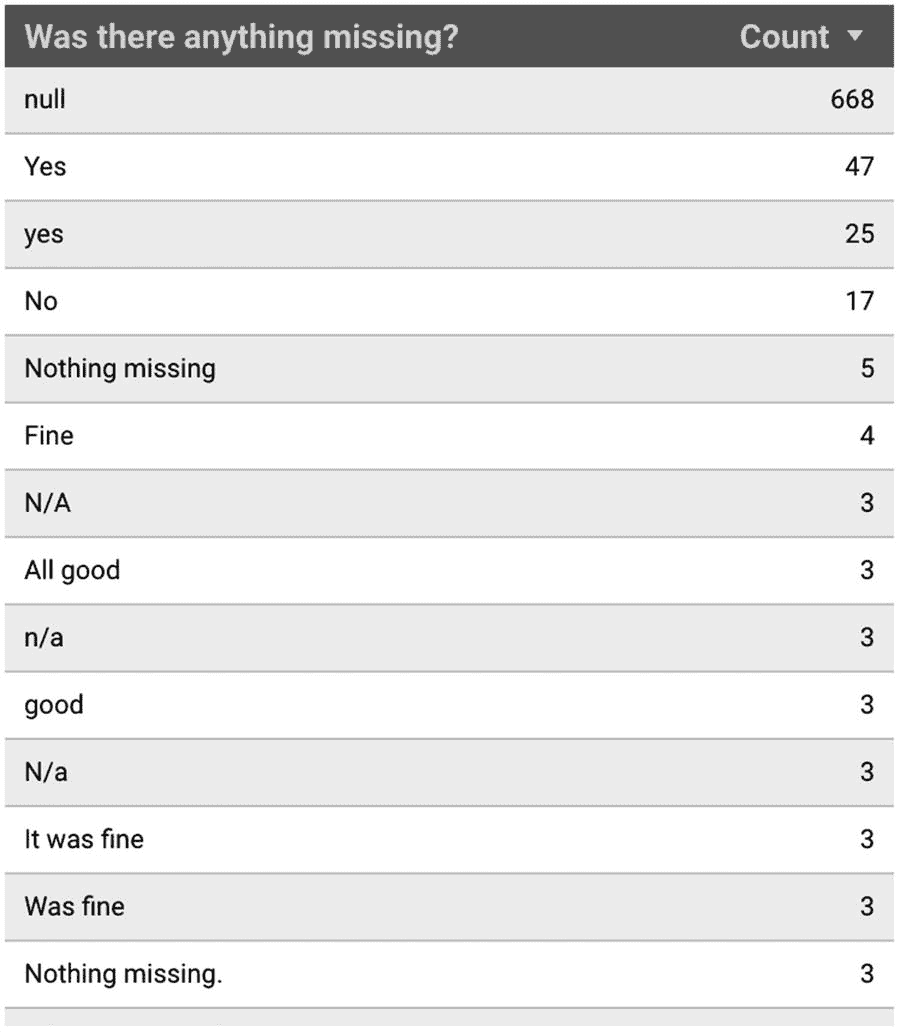 Was there anything missing? Count ▼
null 668
Yes 47
yes 25
No 17
Nothing missing 5
Fine 4
N/A 3
All good 3
n/a 3
good 3
N/a 3
It was fine 3
Was fine 3
Nothing missing. 3